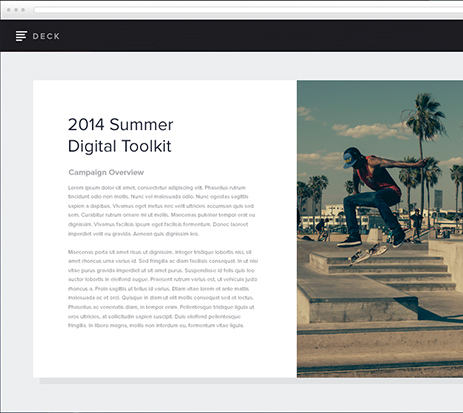 DECK
2014 Summer
Digital Toolkit
Campaign Overview
Lorem ipsum dolor sit amet, consectetur adipiscing elit. Phasellus rutrum
tincidunt odio non mollis. Nunc vel malesuada odio. Nunc egestas sagittis
sapien a dapibus. Vivamus eget metus nec velit ultrices accumsan quis sed
sem. Curabitur rutrum ornare mi ut mollis. Maecenas pulvinar tempor erat eu
dignissim. Vivamus facilisis ipsum eget facilisis fermentum. Donec laoreet
imperdiet velit eu gravida. Aenean quis dignissim leo.
Maecenas porta sit amet risus ut dignissim. Integer tristique lobortis nisl, sit
amet rhoncus urna varius id. Sed fringilla ac diam facilisis consequat. In ut nisi
vitae purus gravida imperdiet ut sit amet purus. Suspendisse id felis quis leo
auctor lobortis in eleifend augue. Praesent rutrum varius est, ut vehicula justo
rhoncus a. Proin sagittis ut tellus id varius. Etiam vitae lorem et ante mattis
malesuada ac et orci. Quisque in diam ut elit mollis consequat sed et lectus.
Phasellus ac venenatis diam, in tempor enim. Pellentesque tristique ligula ut
eros ultricies, at sollicitudin sapien suscipit. Duis eleifend pellentesque
fringilla. In libero magna, mollis non interdum eu, fermentum vitae ligula.